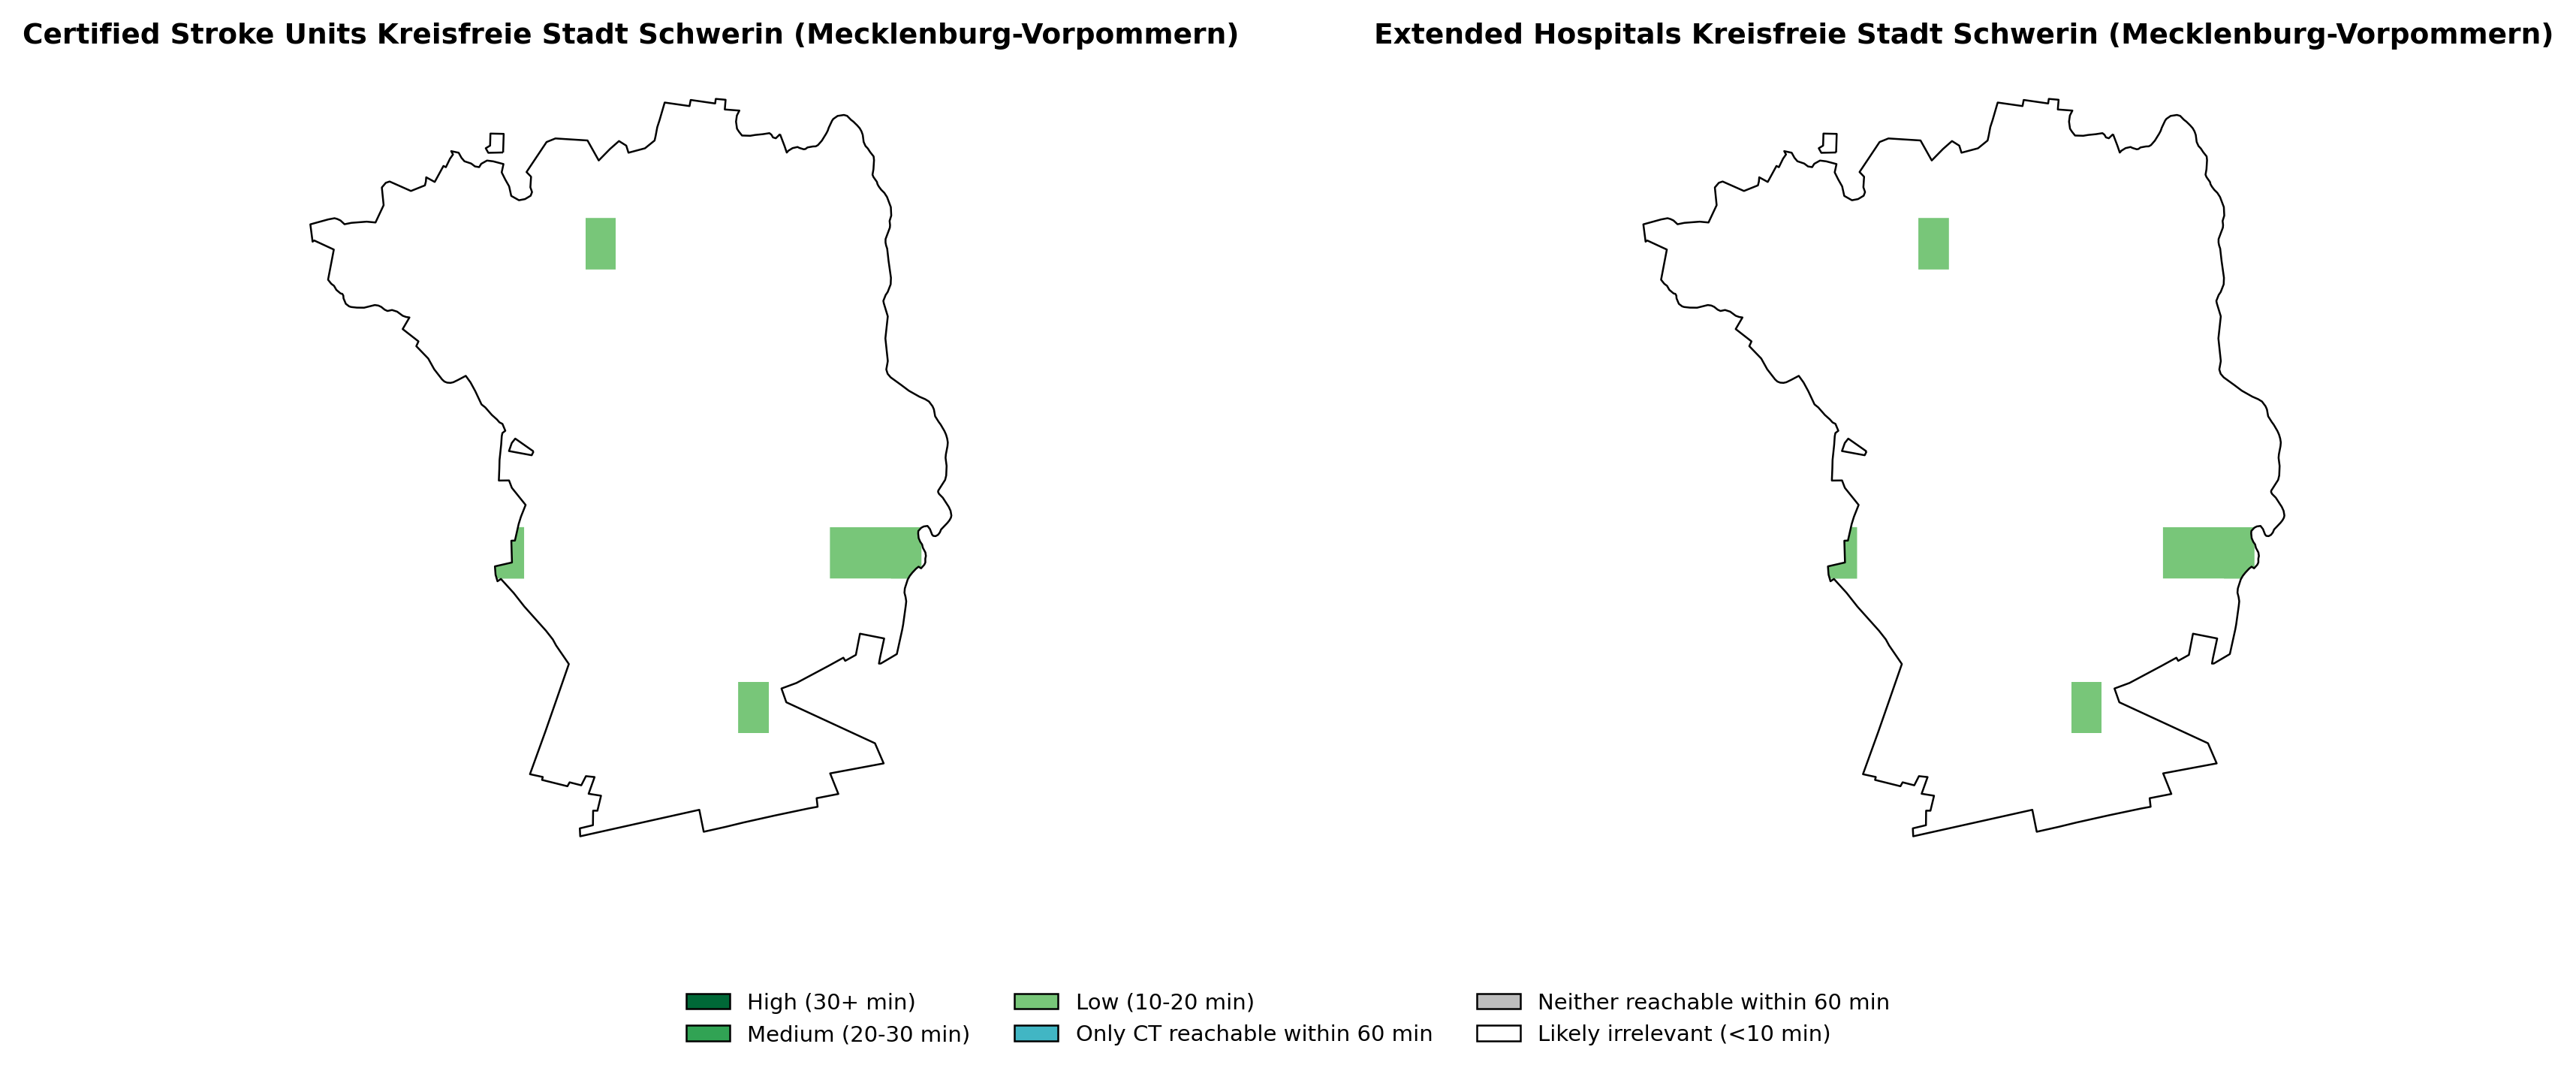 Certified Stroke Units Kreisfreie Stadt Schwerin (Mecklenburg-Vorpommern)
Extended Hospitals Kreisfreie Stadt Schwerin (Mecklenburg-Vorpommern)
High (30+ min)
Medium (20-30 min)
Low (10-20 min)
Only CT reachable within 60 min
Neither reachable within 60 min
Likely irrelevant (<10 min)